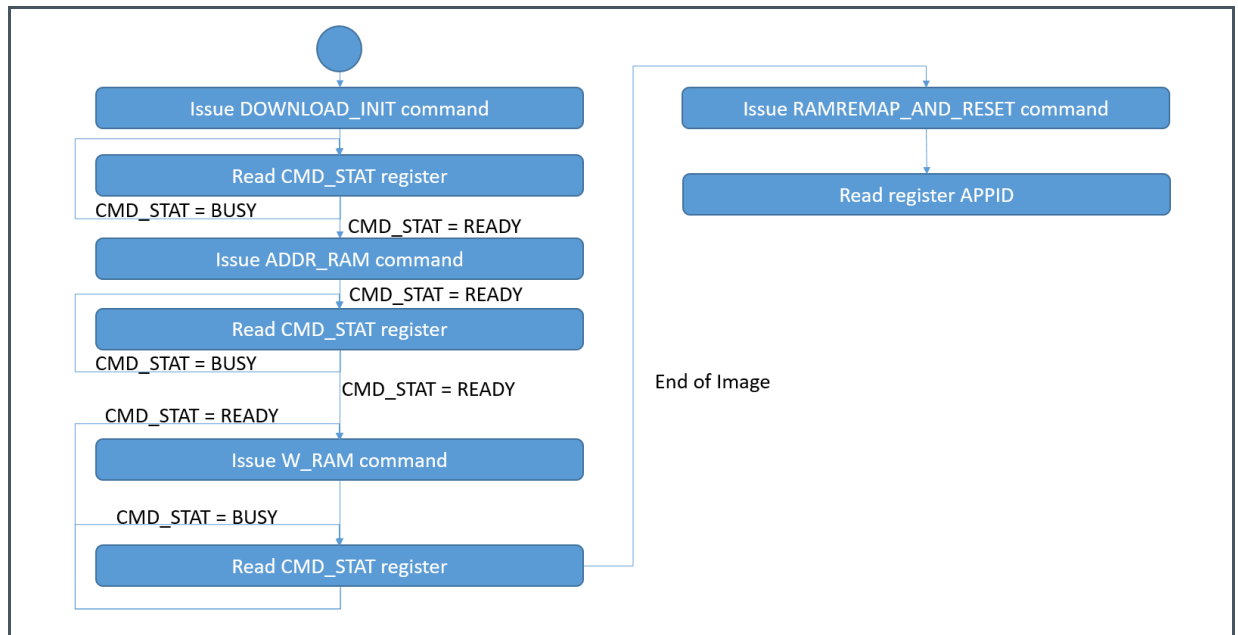 Issue DOWNLOAD_INIT command
Read CMD_STAT register
CMD_STAT = BUSY
CMD_STAT = READY
Issue ADDR_RAM command
CMD_STAT = READY
Read CMD_STAT register
CMD_STAT = BUSY
CMD_STAT = READY
CMD_STAT = READY
Issue W_RAM command
CMD_STAT = BUSY
Read CMD_STAT register
End of Image
Issue RAMREMAP_AND_RESET command
Read register APPID